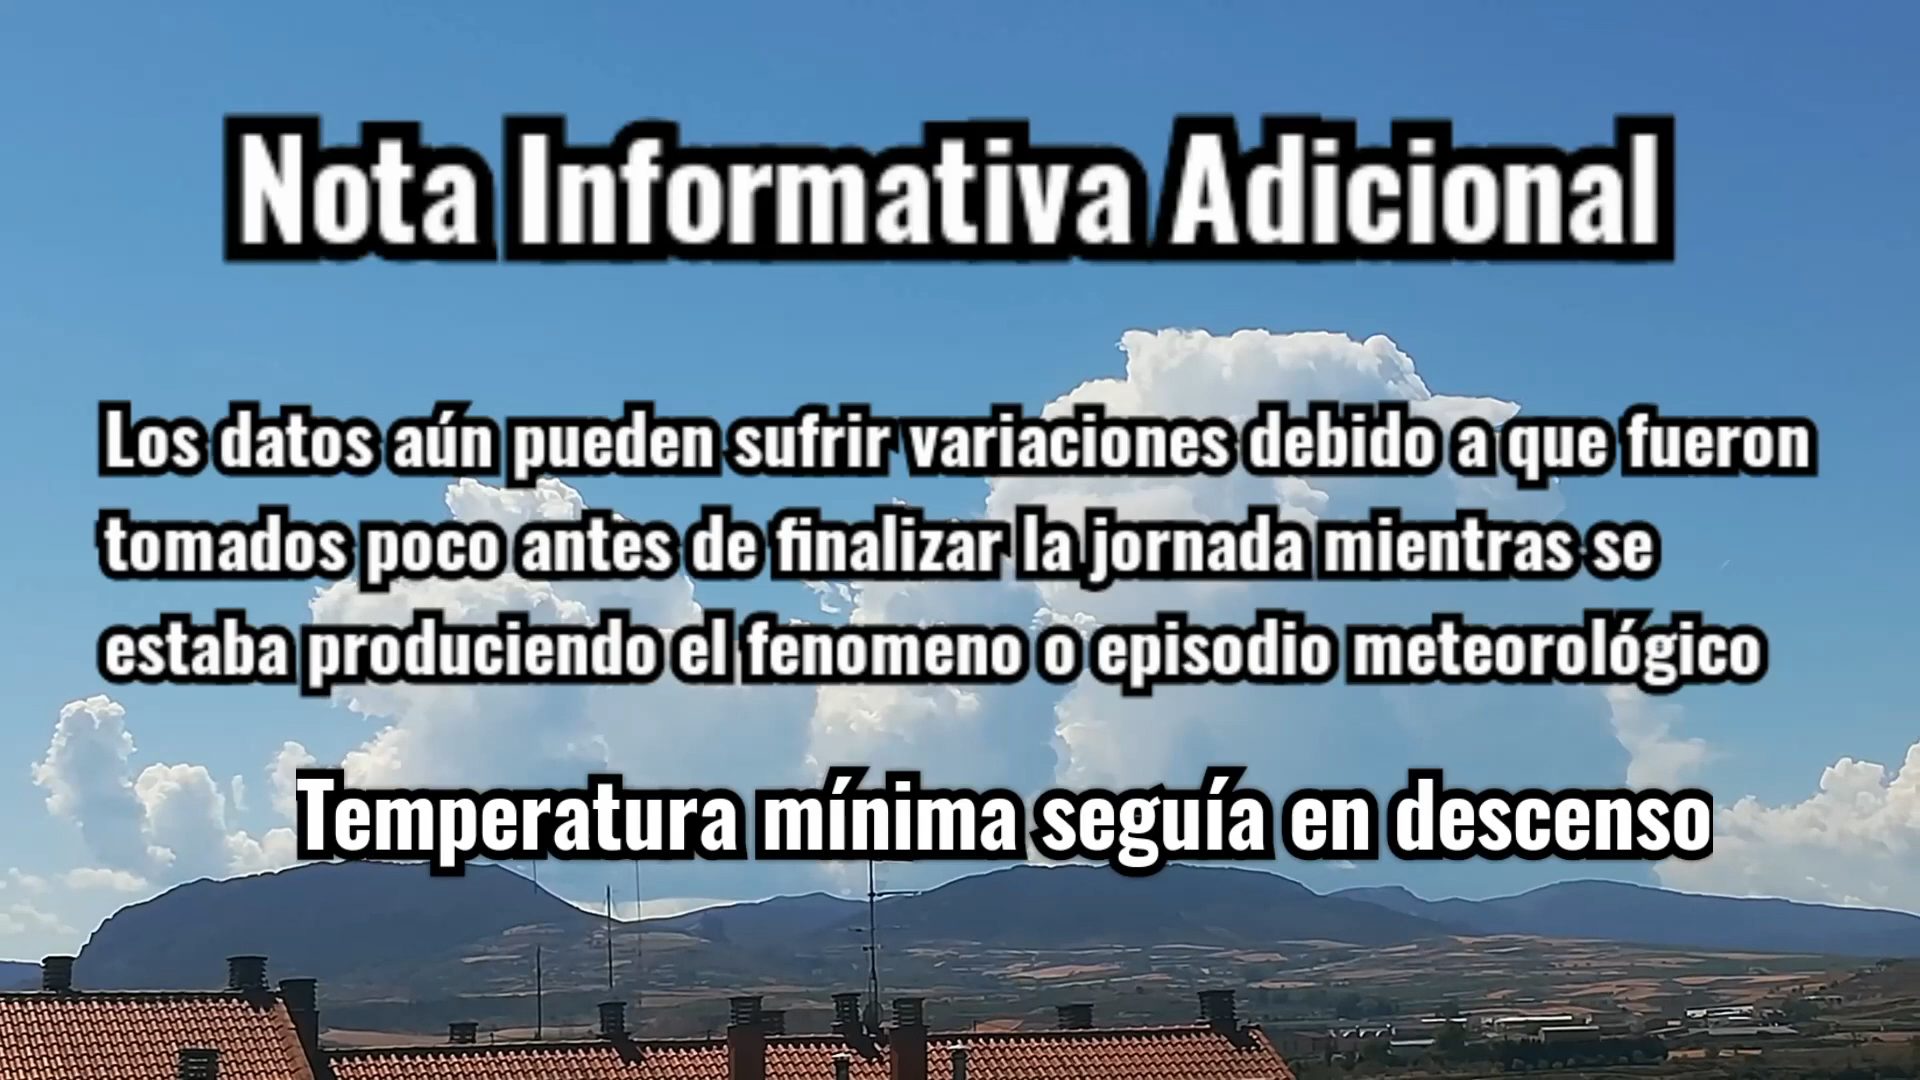 Nota Informativa Adicional
Los datos aún pueden sufrir variaciones debido a que fueron
tomados poco antes de finalizar la jornada mientras se
estaba produciendo el fenomeno o episodio meteorológico
Temperatura mínima seguía en descenso